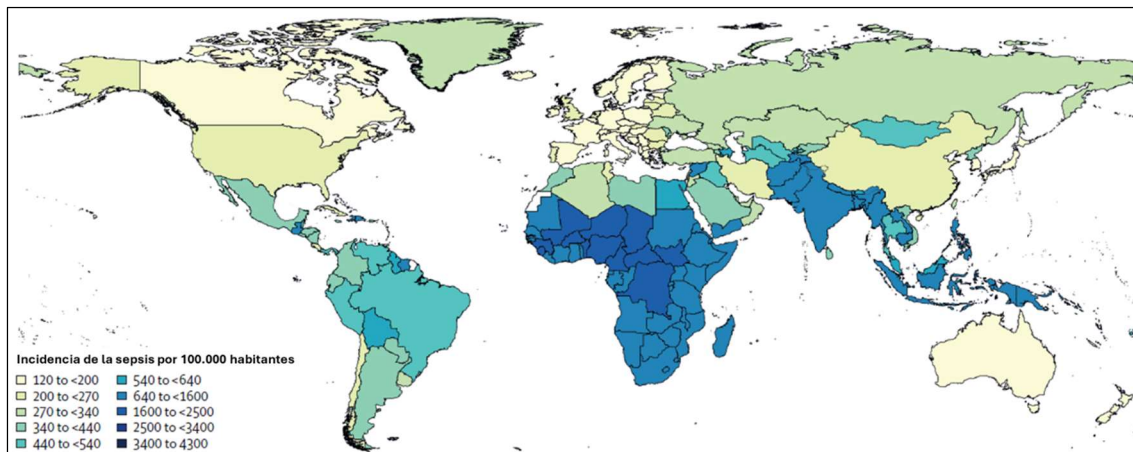 Incidencia de la sepsis por 100.000 habitantes
120 to <200
200 to <270
270 to <340
340 to <440
440 to <540
540 to <640
640 to <1600
1600 to <2500
2500 to <3400
3400 to 4300